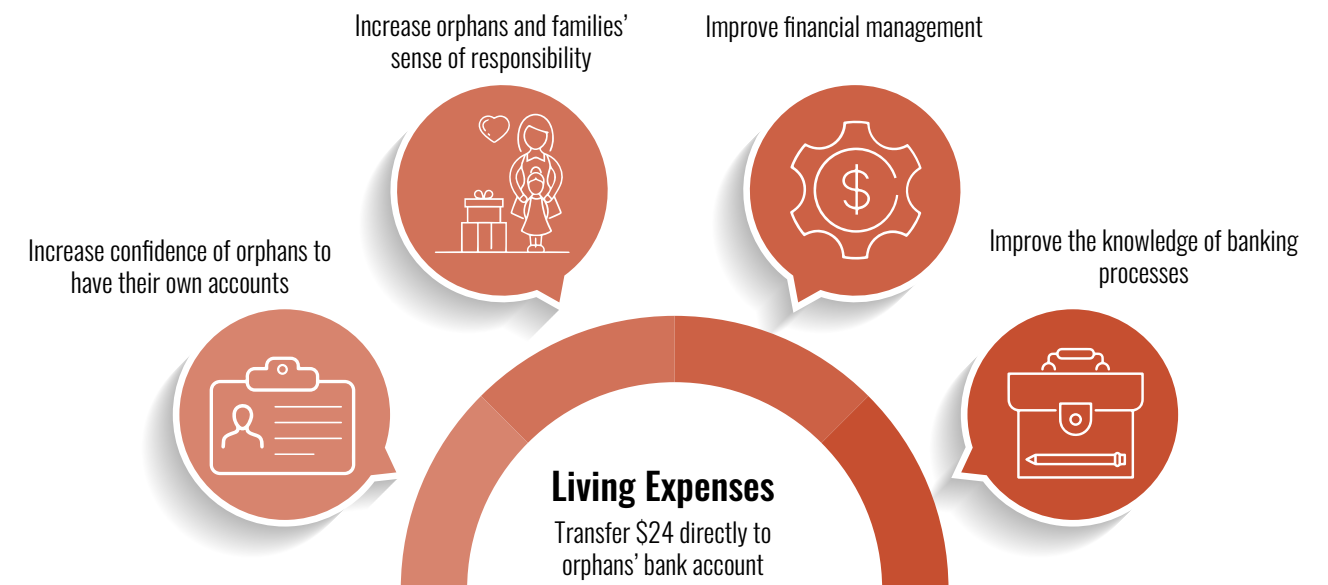 Increase orphans and families’
sense of responsibility
Improve financial management
Increase confidence of orphans to
have their own accounts
Improve the knowledge of banking
processes
$
Living Expenses
Transfer $24 directly to
orphans’ bank account